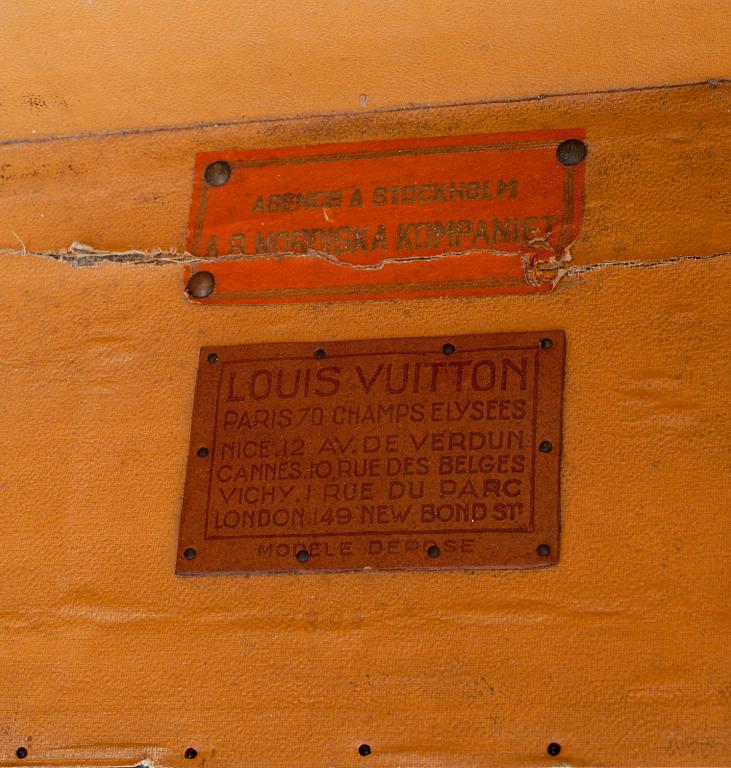 AGENCE A STOCKHOLM
A.B. NORDISKA KOMPANIET
LOUIS VUITTON
PARIS 70 CHAMPS ELYSEES
NICE.12 AV. DE VERDUN
CANNES.10, RUE DES BELGES
VICHY. 1 RUE DU PARC
LONDON.149 NEW BOND ST.
MODELE DEPOSE